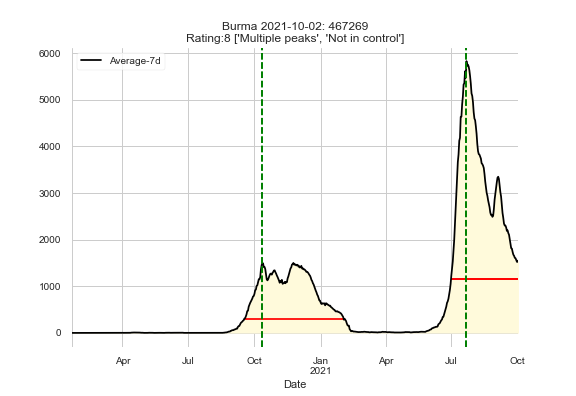 Burma 2021-10-02: 467269
Rating:8 ['Multiple peaks', 'Not in control']
Average-7d
6000
5000
4000
3000
2000
1000
0
Apr Jul Oct Jan Apr Jul Oct
2021
Date